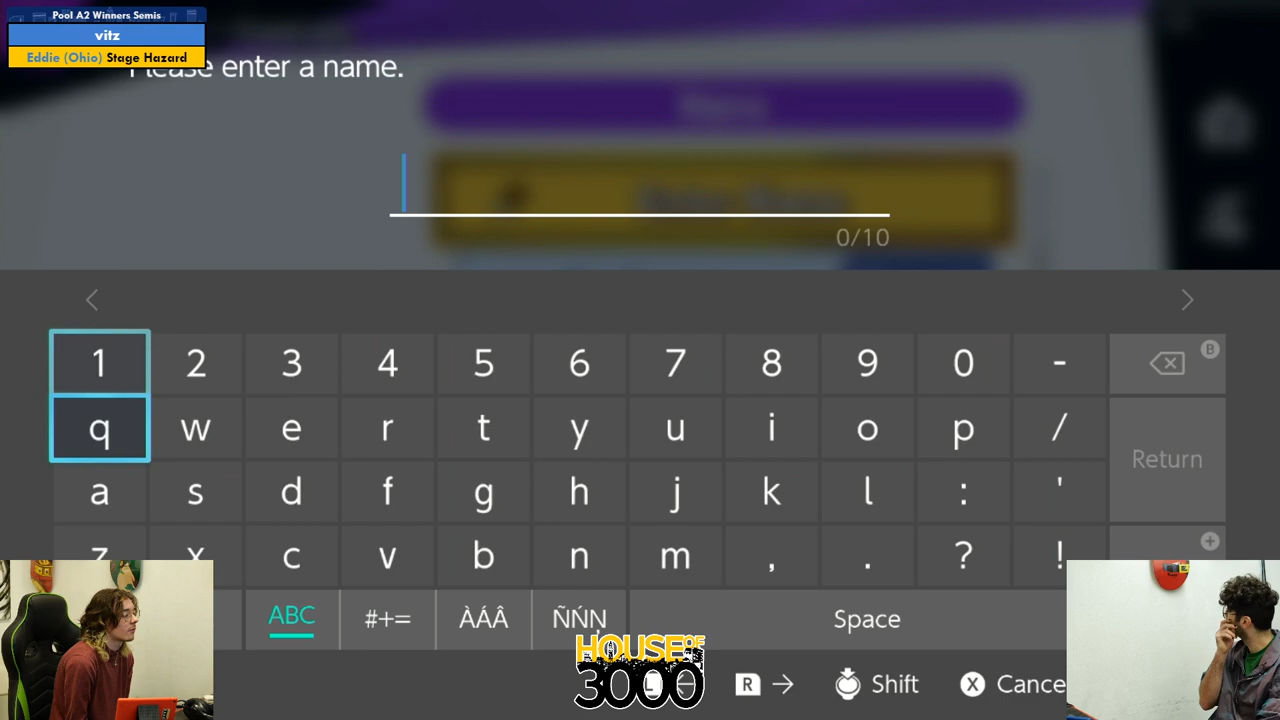 Pool A2 Winners Semis
vitz
Eddie (Ohio) Stage Hazard
Please enter a name.
0/10
1 2 3 4 5 6 7 8 9 0 - B
q w e r t y u i o p / Return
a s d f g h j k l : '
z x c v b n m , . ? ! +
ABC #+= ÀÁÂ ÑŃŅ Space
HOUSE OF
3000
L R → Shift X Cance